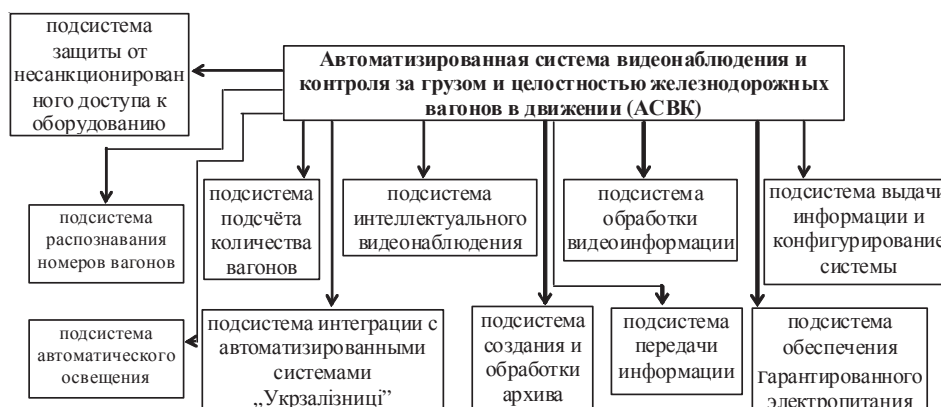 подсистема
защиты от
несанкционирован
ного доступа к
оборудованию
Автоматизированная система видеонаблюдения и
контроля за грузом и целостностью железнодорожных
вагонов в движении (АСВК)
подсистема
распознавания
номеров вагонов
подсистема
подсчёта
количества
вагонов
подсистема
интеллектуального
видеонаблюдения
подсистема
обработки
видеоинформации
подсистема выдачи
информации и
конфигурирование
системы
подсистема
автоматического
освещения
подсистема интеграции с
автоматизированными
системами
„Укрзалізниці”
подсистема
создания и
обработки
архива
подсистема
передачи
информации
подсистема
обеспечения
гарантированного
электропитания